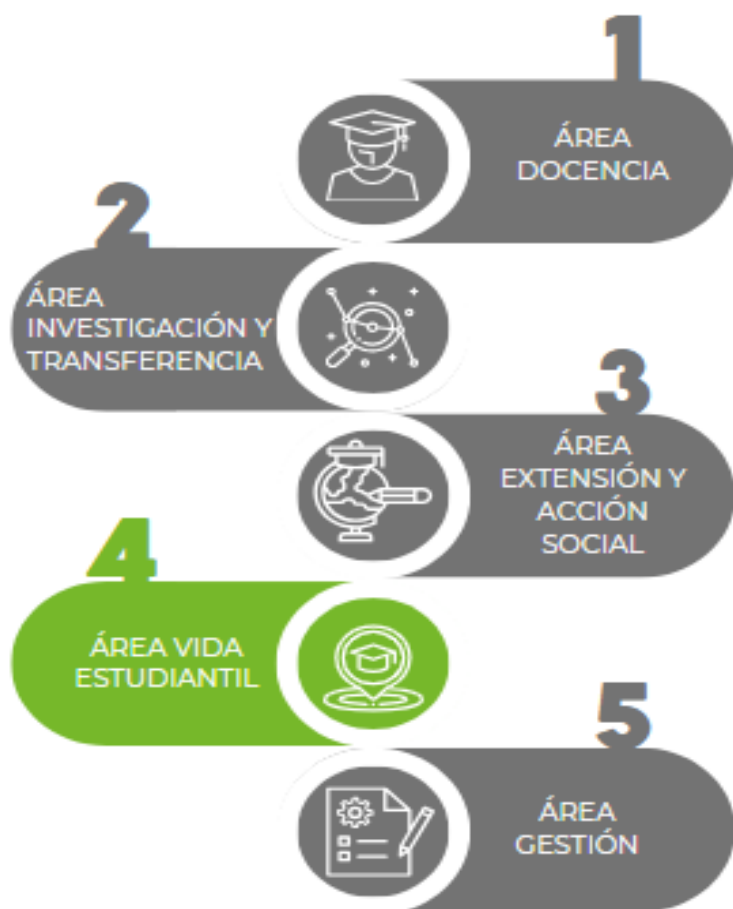 1
ÁREA
DOCENCIA
2
ÁREA
INVESTIGACIÓN Y
TRANSFERENCIA
3
ÁREA
EXTENSIÓN Y
ACCIÓN
SOCIAL
4
ÁREA VIDA
ESTUDIANTIL
5
ÁREA
GESTIÓN